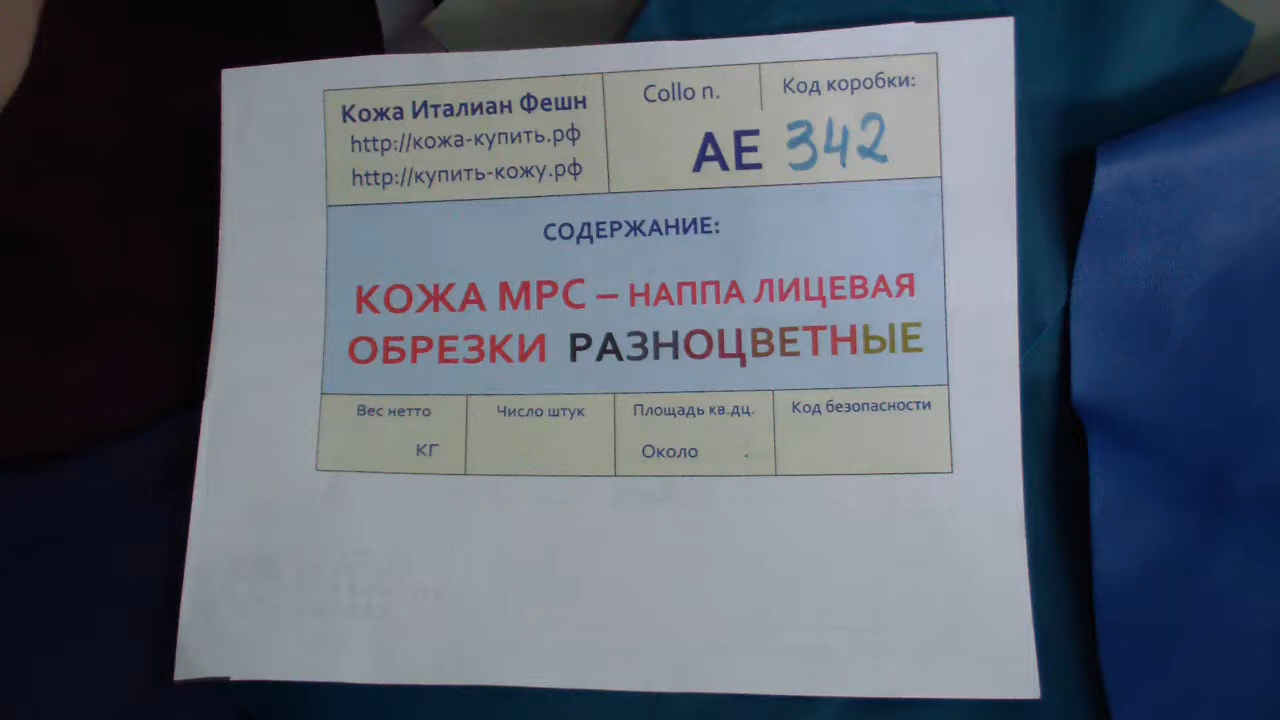 Кожа Италиан Фешн
http://кожа-купить.рф
http://купить-кожу.рф
Collo n.
Код коробки:
АЕ 342
СОДЕРЖАНИЕ:
КОЖА МРС – НАППА ЛИЦЕВАЯ
ОБРЕЗКИ РАЗНОЦВЕТНЫЕ
Вес нетто
КГ
Число штук
Площадь кв.дц.
Около .
Код безопасности